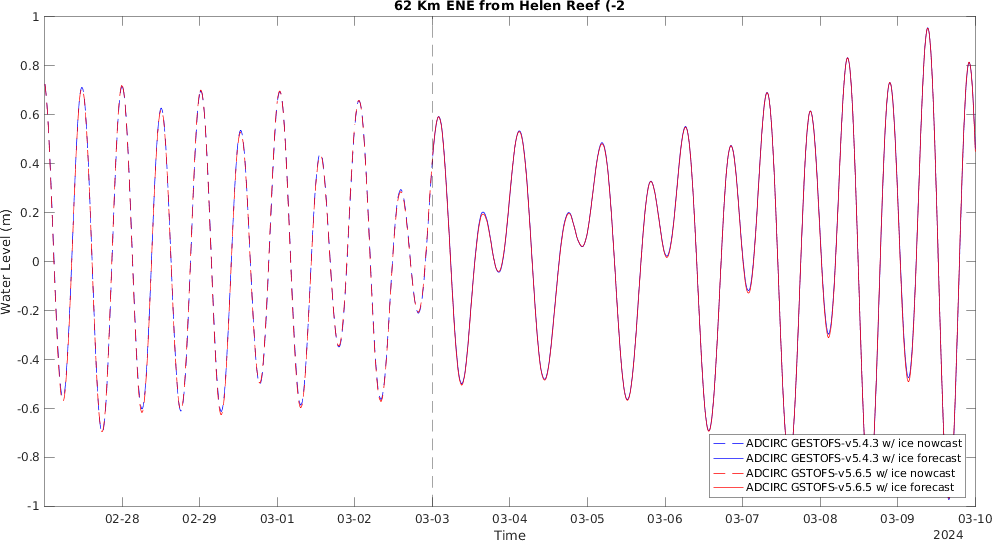 62 Km ENE from Helen Reef (-2
Water Level (m)
1
0.8
0.6
0.4
0.2
0
-0.2
-0.4
-0.6
-0.8
-1
ADCIRC GESTOFS-v5.4.3 w/ ice nowcast
ADCIRC GESTOFS-v5.4.3 w/ ice forecast
ADCIRC GSTOFS-v5.6.5 w/ ice nowcast
ADCIRC GSTOFS-v5.6.5 w/ ice forecast
02-28 02-29 03-01 03-02 03-03 03-04 03-05 03-06 03-07 03-08 03-09 03-10
Time
2024